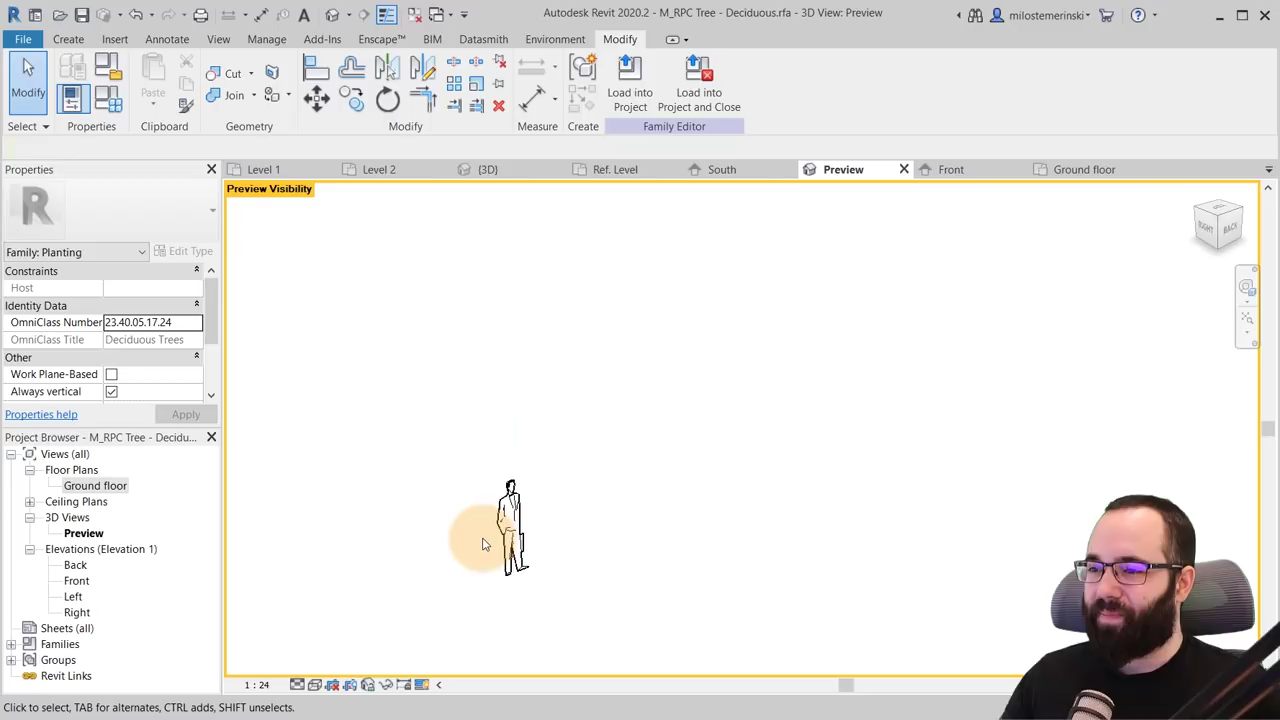 Autodesk Revit 2020.2 - M_RPC Tree - Deciduous.rfa - 3D View: Preview
milostemerinski
File Create Insert Annotate View Manage Add-Ins Enscape™ BIM Datasmith Environment Modify
Modify
Paste
Cut
Join
Load into
Project
Load into
Project and Close
Select Properties Clipboard Geometry Modify Measure Create Family Editor
Properties
Level 1 Level 2 {3D} Ref. Level South Preview Front Ground floor
Preview Visibility
RIGHT BACK
Family: Planting Edit Type
Constraints
Host
Identity Data
OmniClass Number 23.40.05.17.24
OmniClass Title Deciduous Trees
Other
Work Plane-Based
Always vertical
Properties help Apply
Project Browser - M_RPC Tree - Decidu...
Views (all)
Floor Plans
Ground floor
Ceiling Plans
3D Views
Preview
Elevations (Elevation 1)
Back
Front
Left
Right
Sheets (all)
Families
Groups
Revit Links
1 : 24
Click to select, TAB for alternates, CTRL adds, SHIFT unselects.